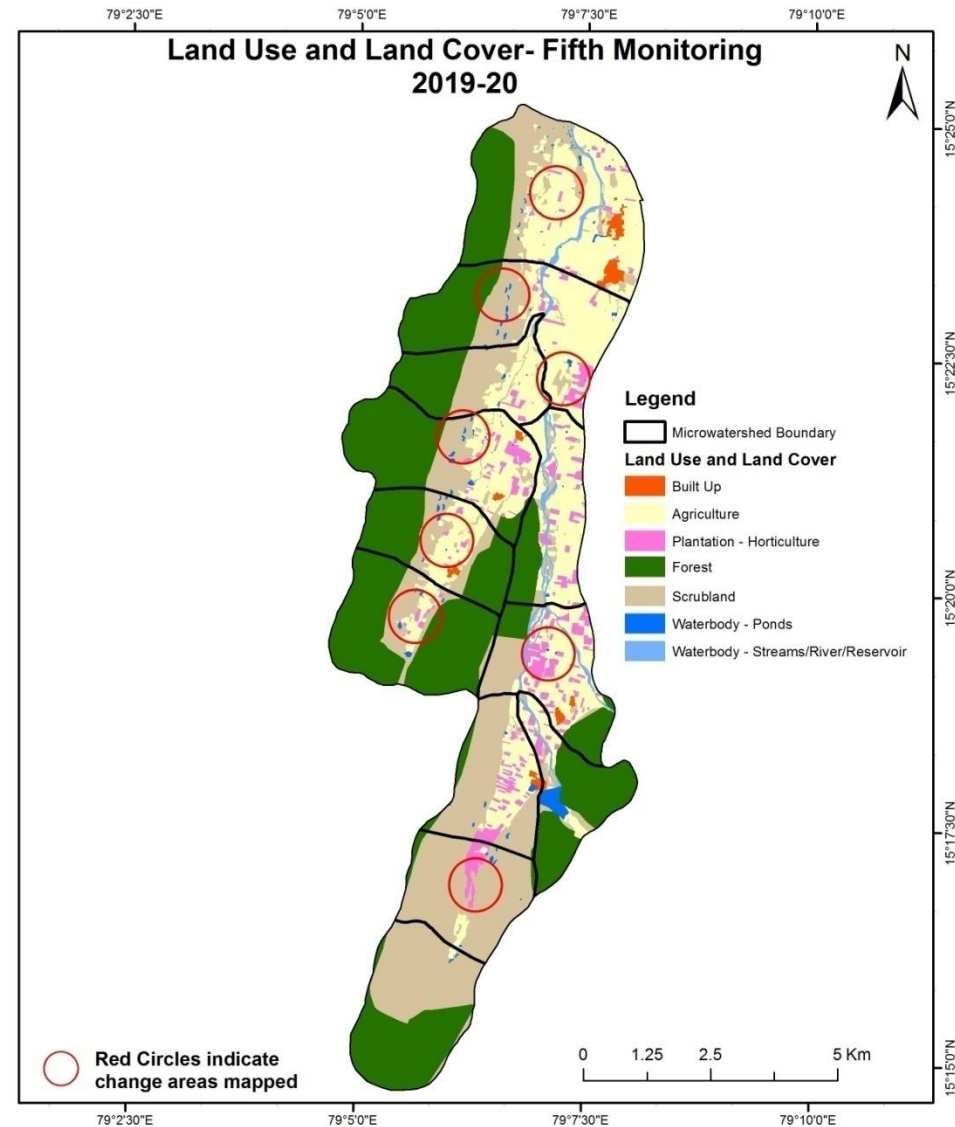 79°2'30"E 79°5'0"E 79°7'30"E 79°10'0"E
Land Use and Land Cover- Fifth Monitoring
2019-20
N
15°25'0"N
15°22'30"N
Legend
Microwatershed Boundary
Land Use and Land Cover
Built Up
Agriculture
Plantation - Horticulture
Forest
Scrubland
Waterbody - Ponds
Waterbody - Streams/River/Reservoir
15°20'0"N
15°17'30"N
15°15'0"N
Red Circles indicate
change areas mapped
0 1.25 2.5 5 Km
79°2'30"E 79°5'0"E 79°7'30"E 79°10'0"E